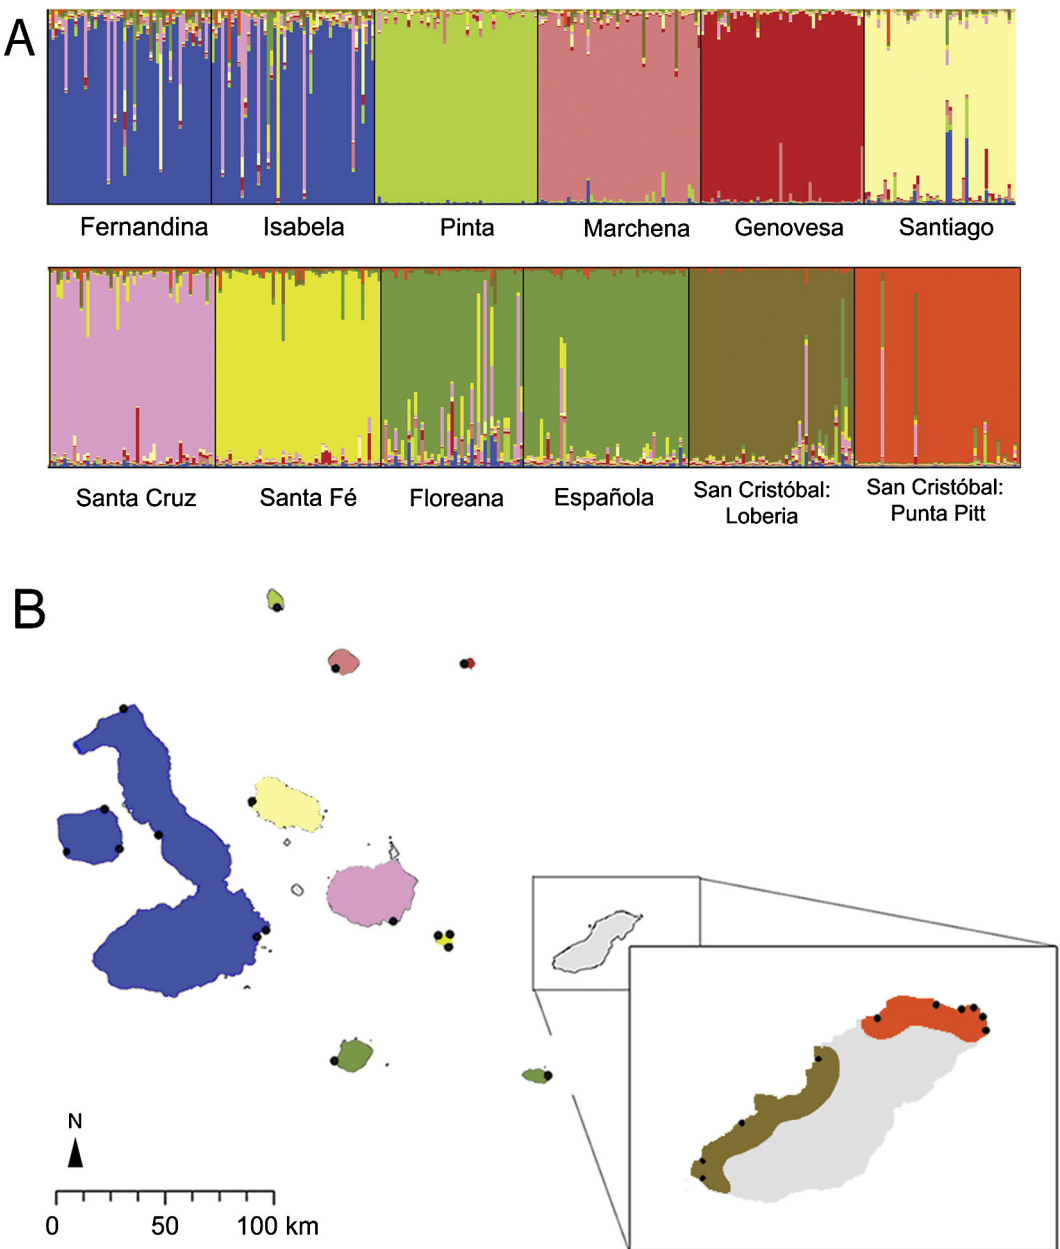 A
Fernandina Isabela Pinta Marchena Genovesa Santiago
Santa Cruz Santa Fé Floreana Española San Cristóbal: Loberia San Cristóbal: Punta Pitt
B
N
0 50 100 km